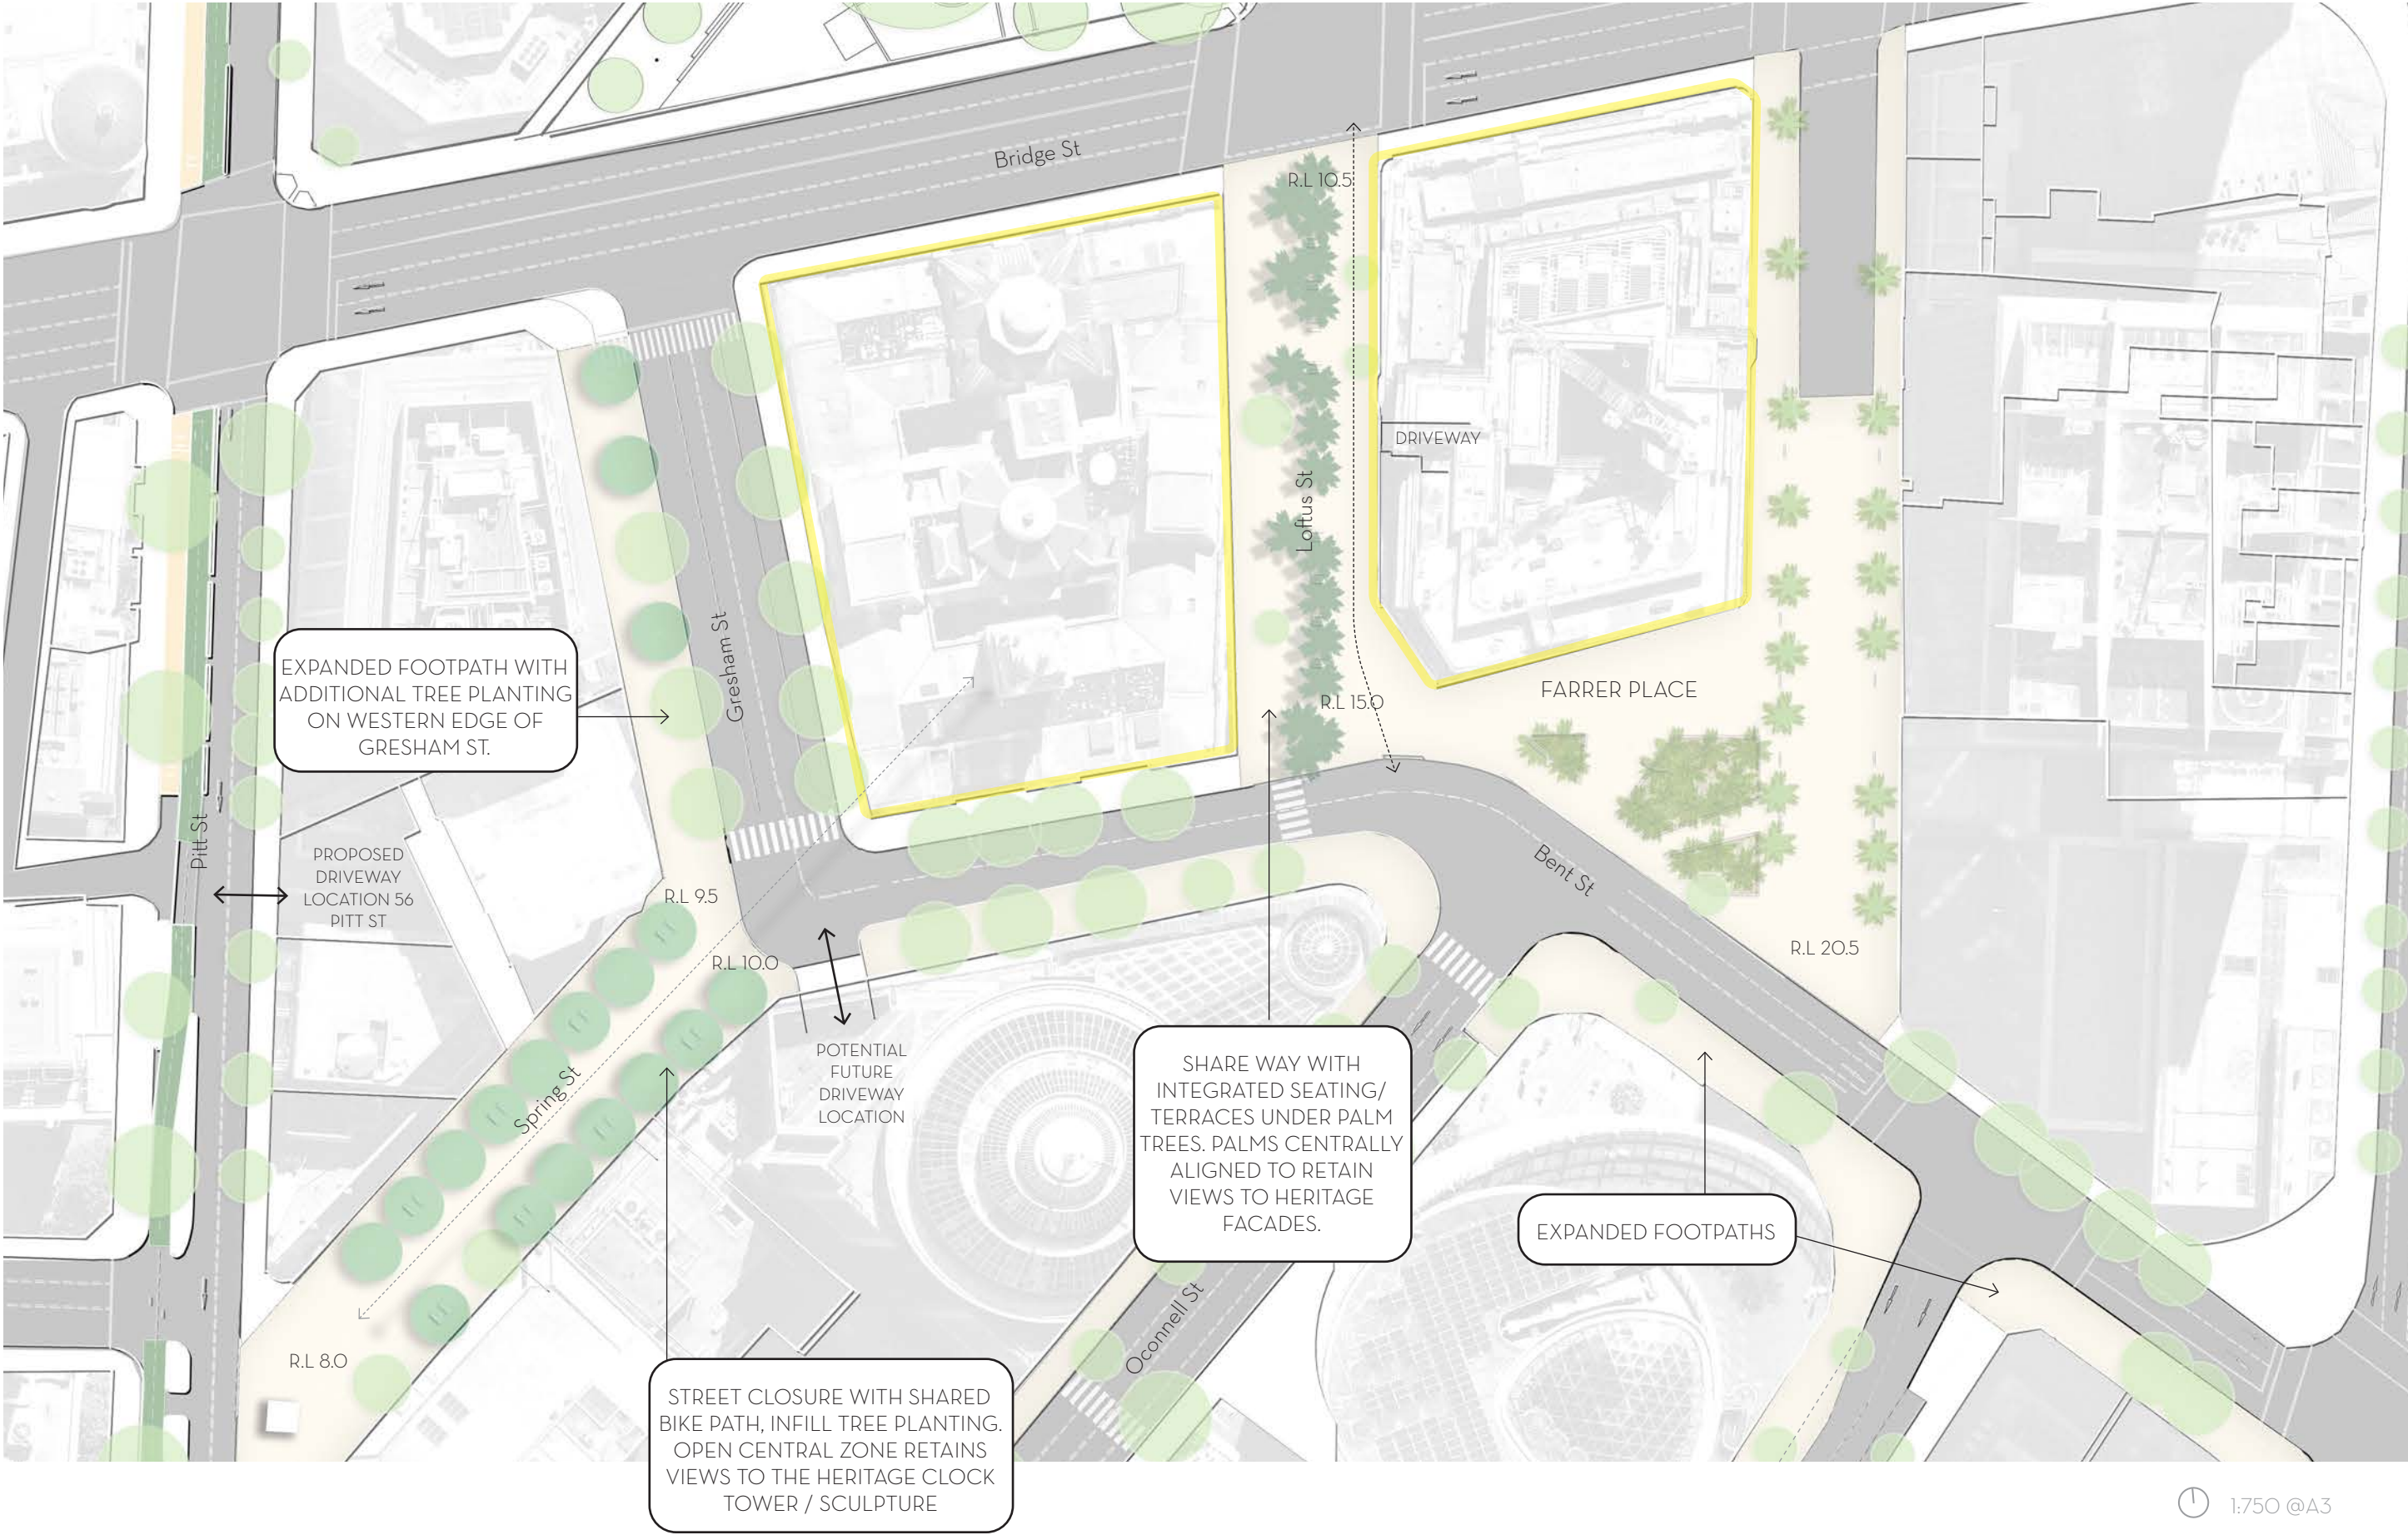 Bridge St
R.L 10.5
DRIVEWAY
Loftus St
Gresham St
EXPANDED FOOTPATH WITH
ADDITIONAL TREE PLANTING
ON WESTERN EDGE OF
GRESHAM ST.
R.L 15.0
FARRER PLACE
Pitt St
PROPOSED
DRIVEWAY
LOCATION 56
PITT ST
R.L 9.5
Bent St
R.L 10.0
R.L 20.5
POTENTIAL
FUTURE
DRIVEWAY
LOCATION
Spring St
SHARE WAY WITH
INTEGRATED SEATING/
TERRACES UNDER PALM
TREES. PALMS CENTRALLY
ALIGNED TO RETAIN
VIEWS TO HERITAGE
FACADES.
EXPANDED FOOTPATHS
Oconnell St
R.L 8.0
STREET CLOSURE WITH SHARED
BIKE PATH, INFILL TREE PLANTING.
OPEN CENTRAL ZONE RETAINS
VIEWS TO THE HERITAGE CLOCK
TOWER / SCULPTURE
1:750 @A3